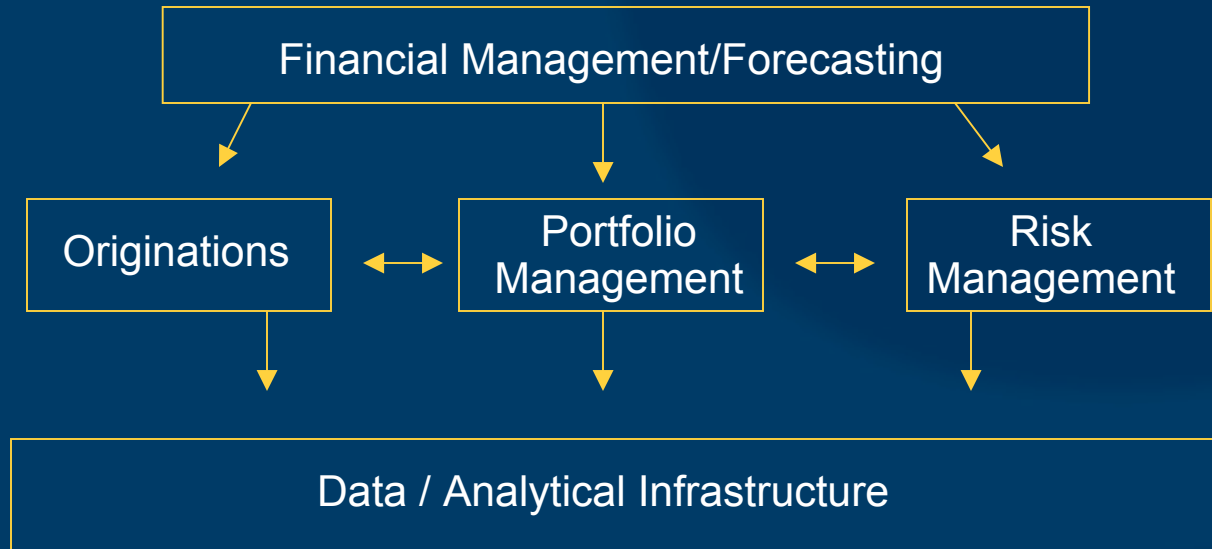 Financial Management/Forecasting
Originations
Portfolio
Management
Risk
Management
Data / Analytical Infrastructure